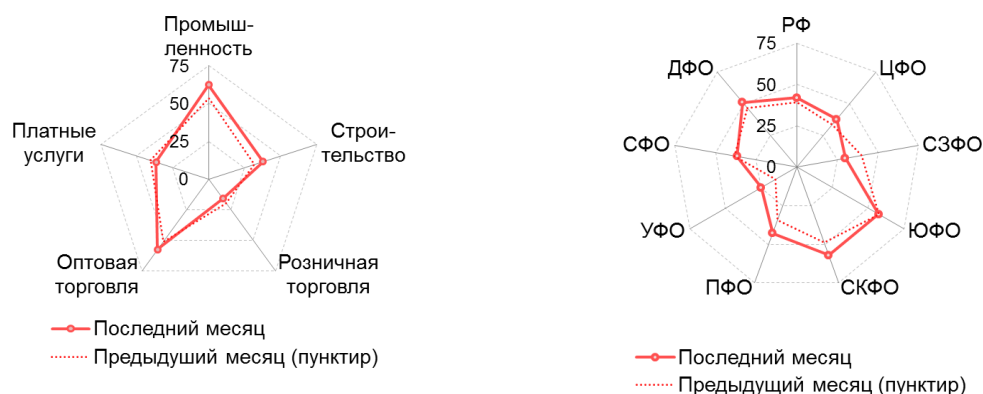 Промыш-
ленность
75
50
25
0
Строи-
тельство
Розничная
торговля
Оптовая
торговля
Платные
услуги
Последний месяц
Предыдуший месяц (пунктир)
РФ
75
50
25
0
ЦФО
СЗФО
ЮФО
СКФО
ПФО
УФО
СФО
ДФО
Последний месяц
Предыдущий месяц (пунктир)